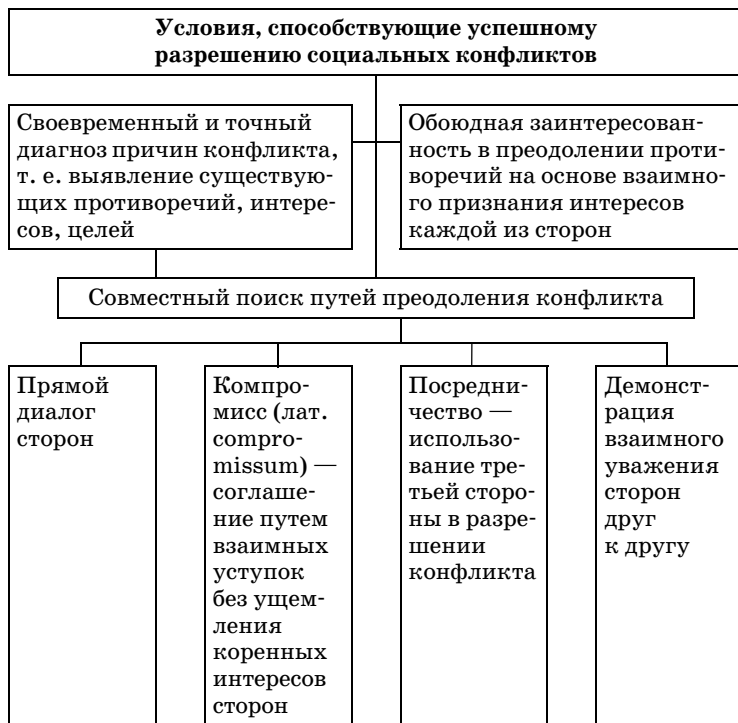 Условия, способствующие успешному
разрешению социальных конфликтов
Своевременный и точный
диагноз причин конфликта,
т. е. выявление существую-
щих противоречий, интере-
сов, целей
Обоюдная заинтересован-
ность в преодолении проти-
воречий на основе взаимно-
го признания интересов
каждой из сторон
Совместный поиск путей преодоления конфликта
Прямой
диалог
сторон
Компро-
мисс (лат.
compro-
missum) —
соглаше-
ние путем
взаимных
уступок
без ущем-
ления
коренных
интересов
сторон
Посредни-
чество —
использо-
вание тре-
тьей сторо-
ны в разре-
шении
конфликта
Демонст-
рация
взаимного
уважения
сторон
друг
к другу